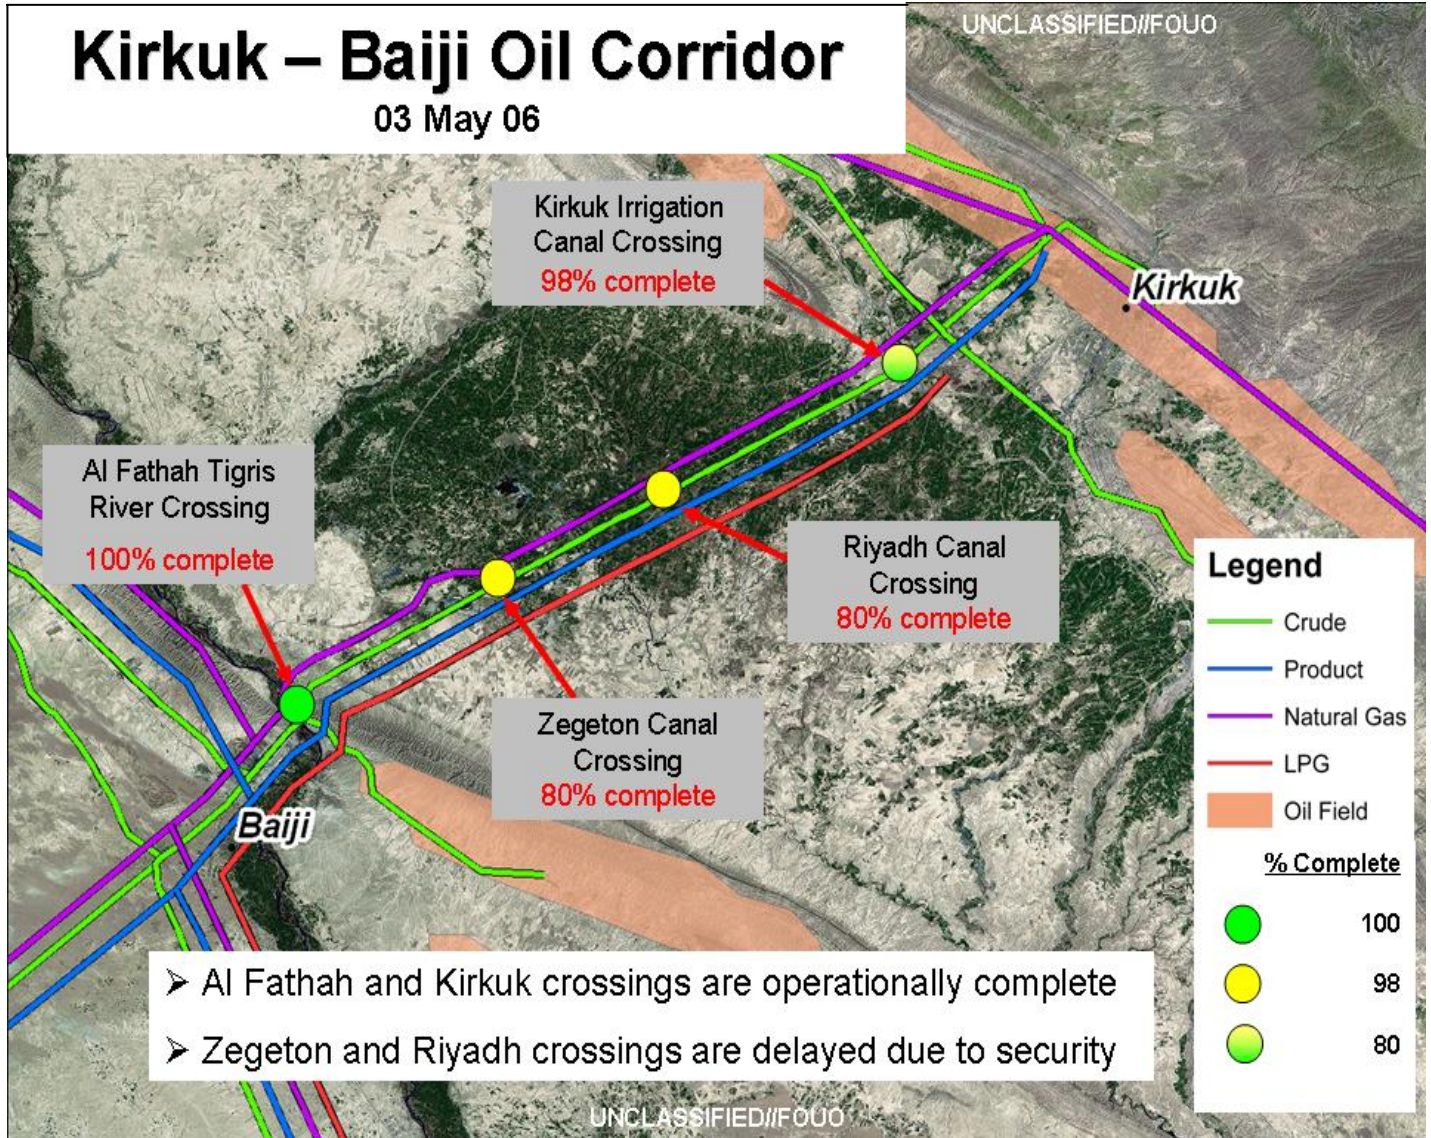 UNCLASSIFIED//FOUO
Kirkuk – Baiji Oil Corridor
03 May 06
Kirkuk Irrigation
Canal Crossing
98% complete
Kirkuk
Al Fathah Tigris
River Crossing
100% complete
Riyadh Canal
Crossing
80% complete
Zegeton Canal
Crossing
80% complete
Baiji
Legend
Crude
Product
Natural Gas
LPG
Oil Field
% Complete
100
98
80
➢ Al Fathah and Kirkuk crossings are operationally complete
➢ Zegeton and Riyadh crossings are delayed due to security
UNCLASSIFIED//FOUO